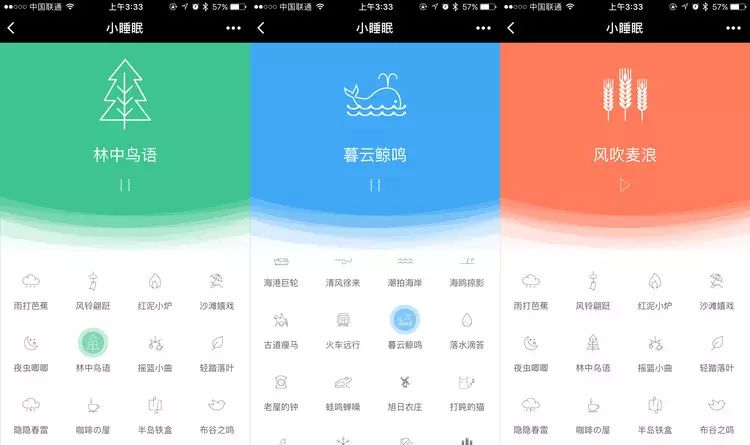 中国联通 上午3:33 57%
小睡眠
林中鸟语
雨打芭蕉 风铃翩跹 红泥小炉 沙滩嬉戏
夜虫唧唧 林中鸟语 摇篮小曲 轻踏落叶
隐隐春雷 咖啡の屋 半岛铁盒 布谷之鸣
中国联通 上午3:33 57%
小睡眠
暮云鲸鸣
海港巨轮 清风徐来 潮拍海岸 海鸥掠影
古道瘦马 火车远行 暮云鲸鸣 落水滴答
老屋的钟 蛙鸣蝉噪 旭日农庄 打盹的猫
中国联通 上午3:33 57%
小睡眠
风吹麦浪
雨打芭蕉 风铃翩跹 红泥小炉 沙滩嬉戏
夜虫唧唧 林中鸟语 摇篮小曲 轻踏落叶
隐隐春雷 咖啡の屋 半岛铁盒 布谷之鸣